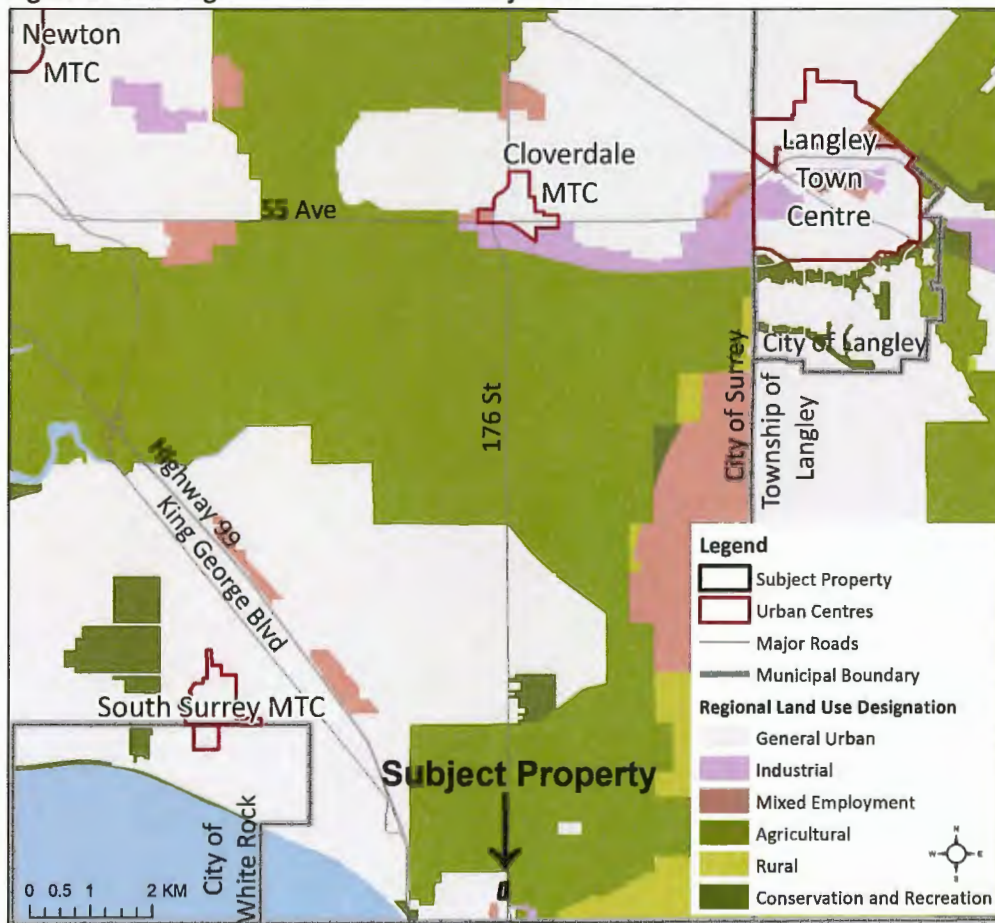 Newton
MTC
Cloverdale
MTC
Langley
Town
Centre
55 Ave
City of Langley
176 St
City of Surrey
Township of
Langley
Highway 99
King George Blvd
South Surrey MTC
Subject Property
City of
White Rock
0 0.5 1 2 KM
Legend
Subject Property
Urban Centres
Major Roads
Municipal Boundary
Regional Land Use Designation
General Urban
Industrial
Mixed Employment
Agricultural
Rural
Conservation and Recreation
N
W E
S